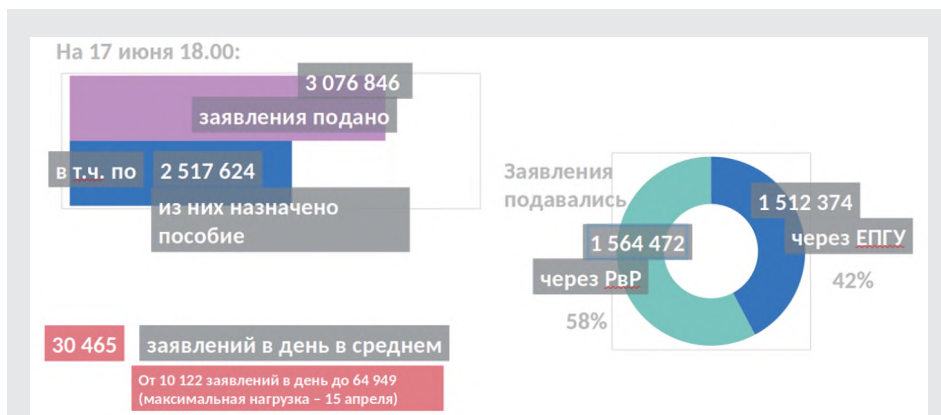 На 17 июня 18.00:
3 076 846
заявления подано
в т.ч. по 2 517 624
из них назначено
пособие
Заявления
подавались
1 512 374
через ЕПГУ
42%
1 564 472
через РвР
58%
30 465 заявлений в день в среднем
От 10 122 заявлений в день до 64 949
(максимальная нагрузка – 15 апреля)